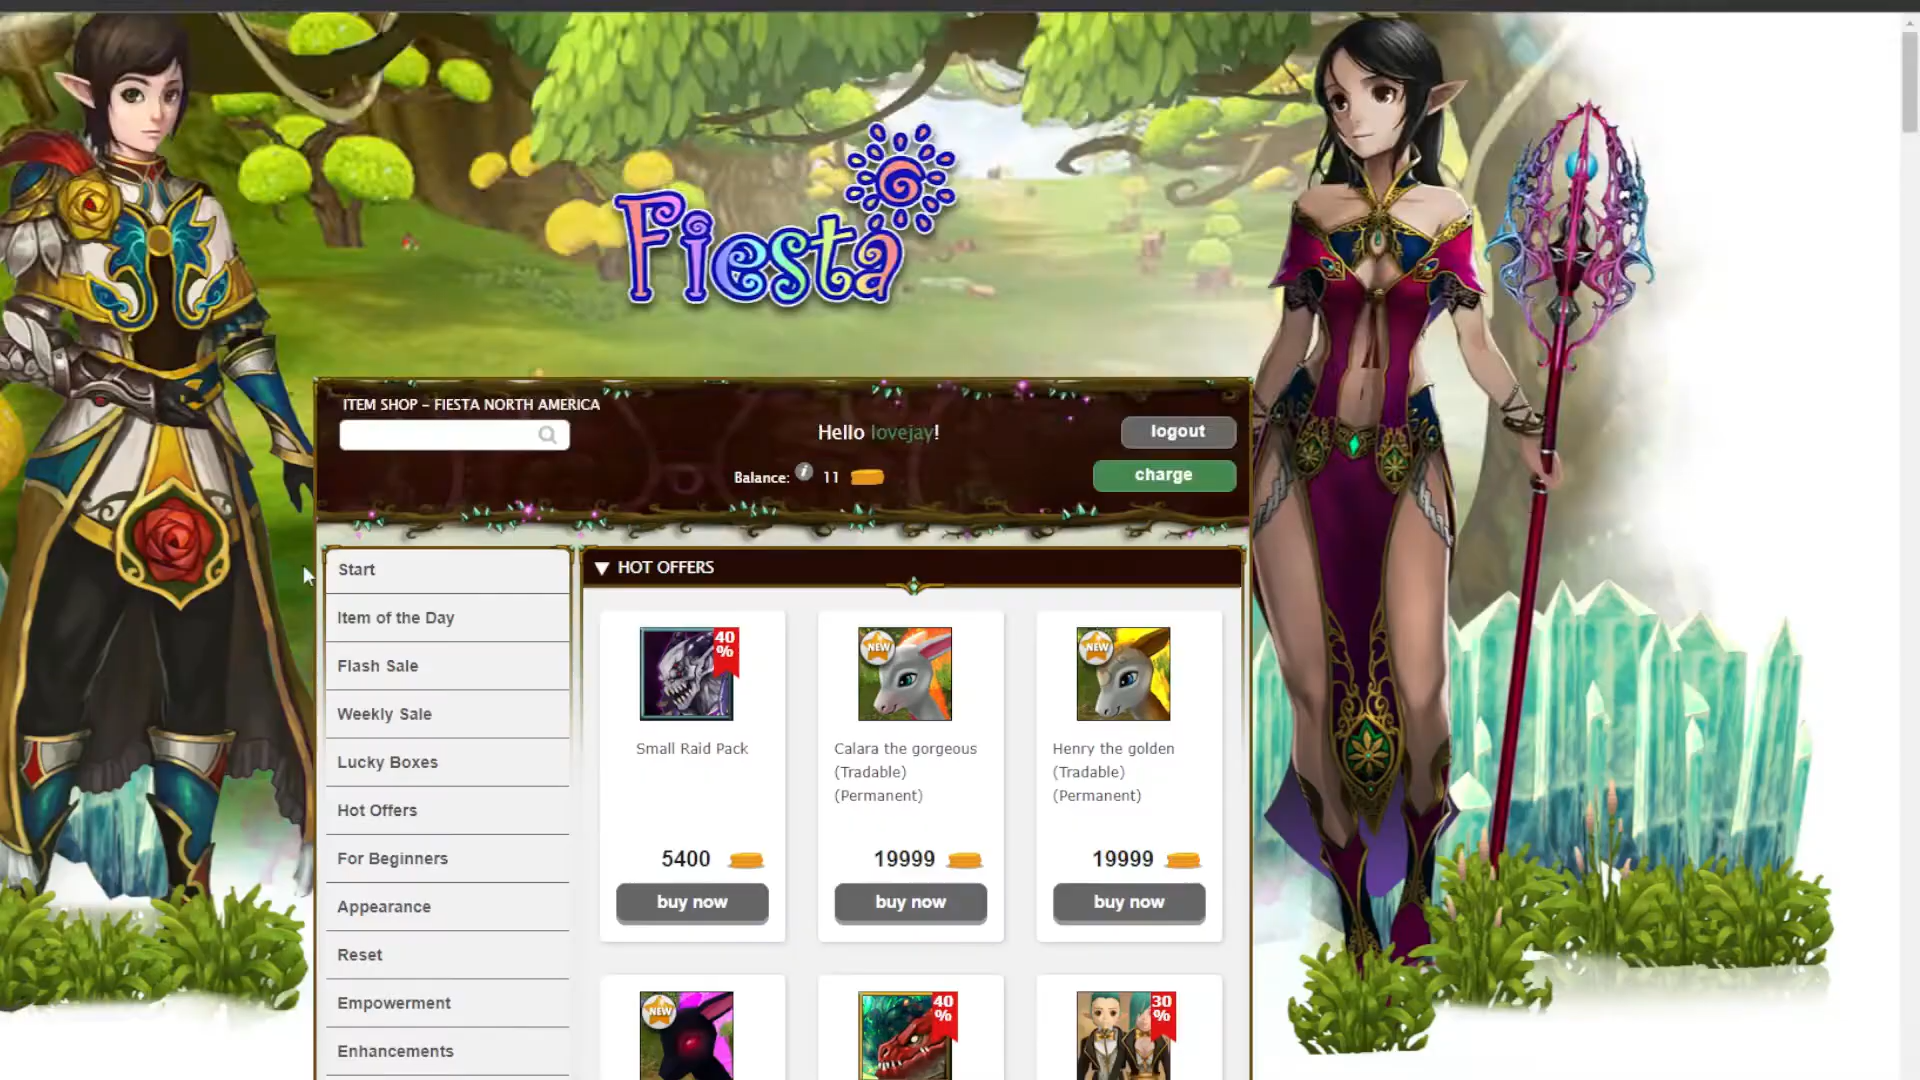 Fiesta
ITEM SHOP - FIESTA NORTH AMERICA
Hello lovejay!
logout
Balance: i 11
charge
Start
Item of the Day
Flash Sale
Weekly Sale
Lucky Boxes
Hot Offers
For Beginners
Appearance
Reset
Empowerment
Enhancements
HOT OFFERS
40
%
Small Raid Pack
5400
buy now
NEW
Calara the gorgeous
(Tradable)
(Permanent)
19999
buy now
NEW
Henry the golden
(Tradable)
(Permanent)
19999
buy now
NEW
40
%
30
%